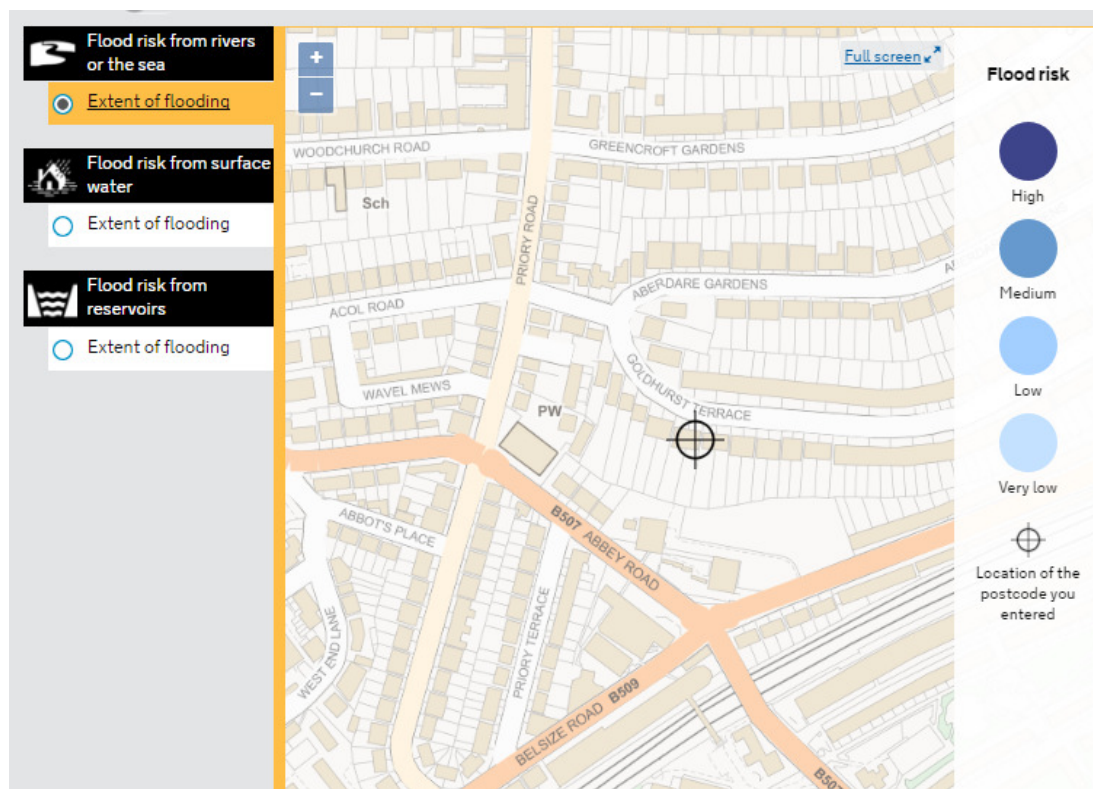 Flood risk from rivers
or the sea
Extent of flooding
Flood risk from surface
water
Extent of flooding
Flood risk from
reservoirs
Extent of flooding
+
−
Full screen
WOODCHURCH ROAD
GREENCROFT GARDENS
Sch
PRIORY ROAD
ABERDARE GARDENS
ACOL ROAD
GOLDHURST TERRACE
WAVEL MEWS
PW
ABBOT'S PLACE
B507 ABBEY ROAD
WEST END LANE
PRIORY TERRACE
BELSIZE ROAD B509
B507
Flood risk
High
Medium
Low
Very low
Location of the
postcode you
entered